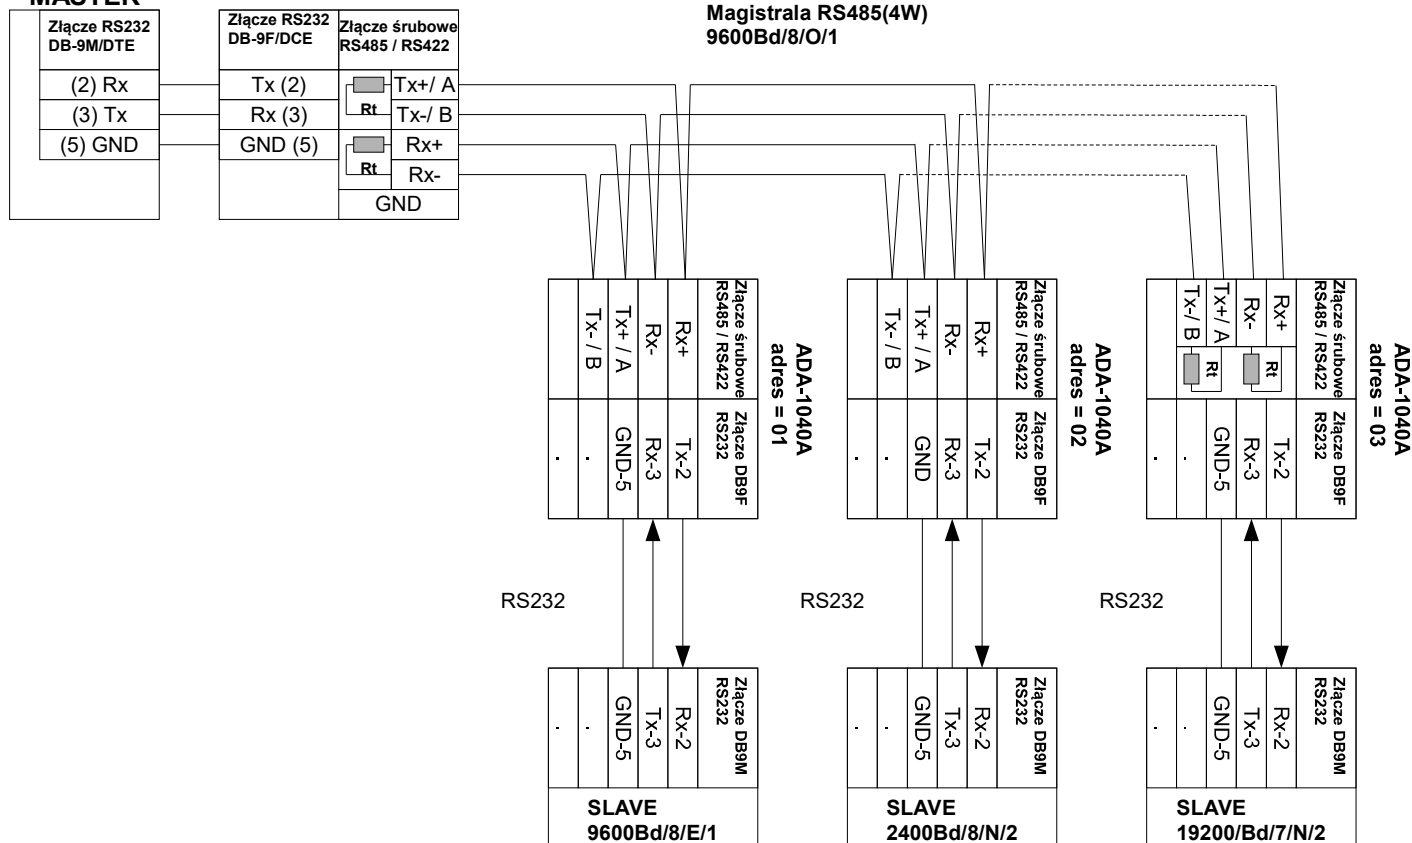 MASTER
Złącze RS232
DB-9M/DTE
(2) Rx
(3) Tx
(5) GND
Złącze RS232
DB-9F/DCE
Tx (2)
Rx (3)
GND (5)
Złącze śrubowe
RS485 / RS422
Rt
Tx+/ A
Tx-/ B
Rt
Rx+
Rx-
GND
Magistrala RS485(4W)
9600Bd/8/O/1
Tx- / B
Tx+ / A
Rx-
Rx+
Złącze śrubowe
RS485 / RS422
.
.
GND-5
Rx-3
Tx-2
Złącze DB9F
RS232
ADA-1040A
adres = 01
RS232
.
.
GND-5
Tx-3
Rx-2
Złącze DB9M
RS232
SLAVE
9600Bd/8/E/1
Tx- / B
Tx+ / A
Rx-
Rx+
Złącze śrubowe
RS485 / RS422
.
.
GND
Rx-3
Tx-2
Złącze DB9F
RS232
ADA-1040A
adres = 02
RS232
.
.
GND-5
Tx-3
Rx-2
Złącze DB9M
RS232
SLAVE
2400Bd/8/N/2
Tx-/ B
Tx+/ A
Rx-
Rx+
Rt
Rt
Złącze śrubowe
RS485 / RS422
.
.
GND-5
Rx-3
Tx-2
Złącze DB9F
RS232
ADA-1040A
adres = 03
RS232
.
.
GND-5
Tx-3
Rx-2
Złącze DB9M
RS232
SLAVE
19200/Bd/7/N/2